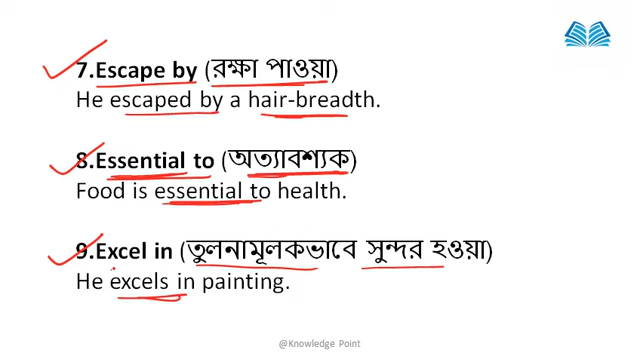 7.Escape by (রক্ষা পাওয়া)
He escaped by a hair-breadth.
8.Essential to (অত্যাবশ্যক)
Food is essential to health.
9.Excel in (তুলনামূলকভাবে সুন্দর হওয়া)
He excels in painting.
@Knowledge Point